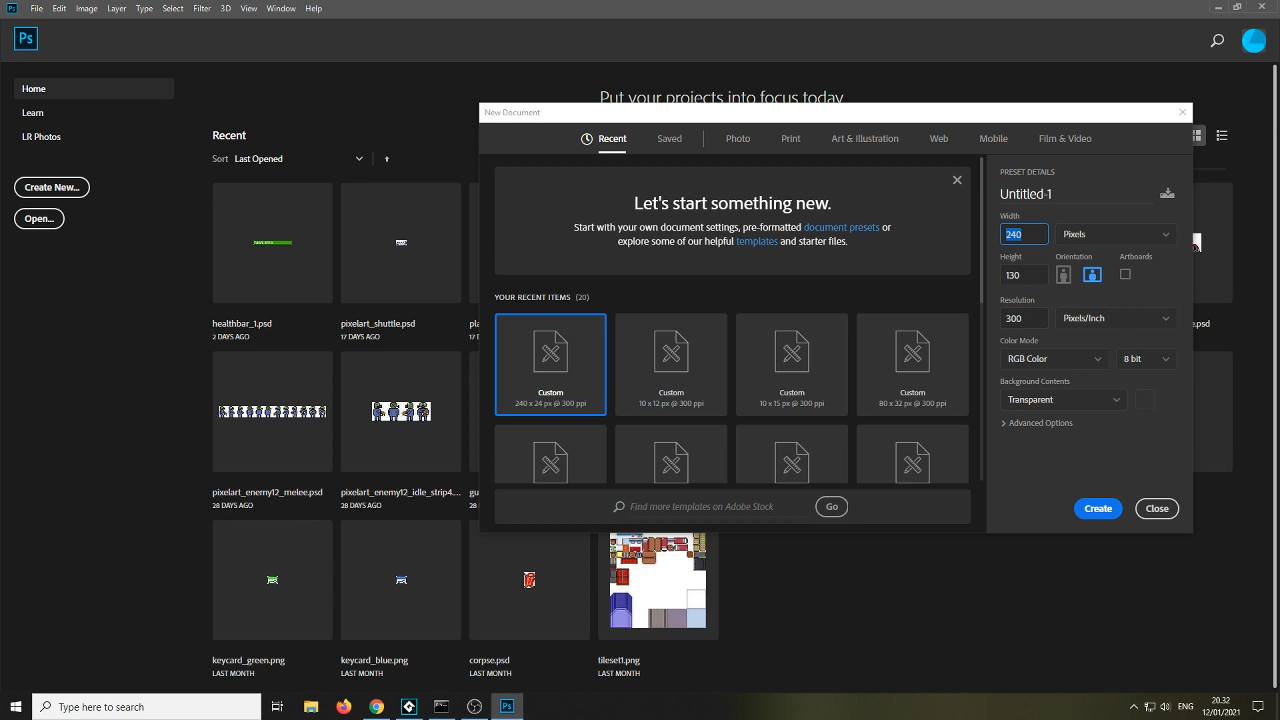 Ps File Edit Image Layer Type Select Filter 3D View Window Help
Ps
Home
Learn
LR Photos
Create New...
Open...
Put your projects into focus today
Recent
Sort Last Opened
healthbar_1.psd
2 DAYS AGO
pixelart_shuttle.psd
17 D
pla
e.psd
pixelart_enemy12_melee.psd
28 DAYS AGO
pixelart_enemy12_idle_strip4...
28 DAYS AGO
gu
28
keycard_green.png
LAST MONTH
keycard_blue.png
LAST MONTH
corpse.psd
LAST MONTH
tileset1.png
LAST MONTH
New Document
Recent Saved Photo Print Art & Illustration Web Mobile Film & Video
Let's start something new.
Start with your own document settings, pre-formatted document presets or
explore some of our helpful templates and starter files.
YOUR RECENT ITEMS (20)
Custom
240 x 24 px @ 300 ppi
Custom
10 x 12 px @ 300 ppi
Custom
10 x 15 px @ 300 ppi
Custom
80 x 32 px @ 300 ppi
Find more templates on Adobe Stock
Go
PRESET DETAILS
Untitled-1
Width
240 Pixels
Height Orientation Artboards
130
Resolution
300 Pixels/Inch
Color Mode
RGB Color 8 bit
Background Contents
Transparent
Advanced Options
Create Close
Type here to search
Ps
ENG
20.32
12/01/2021